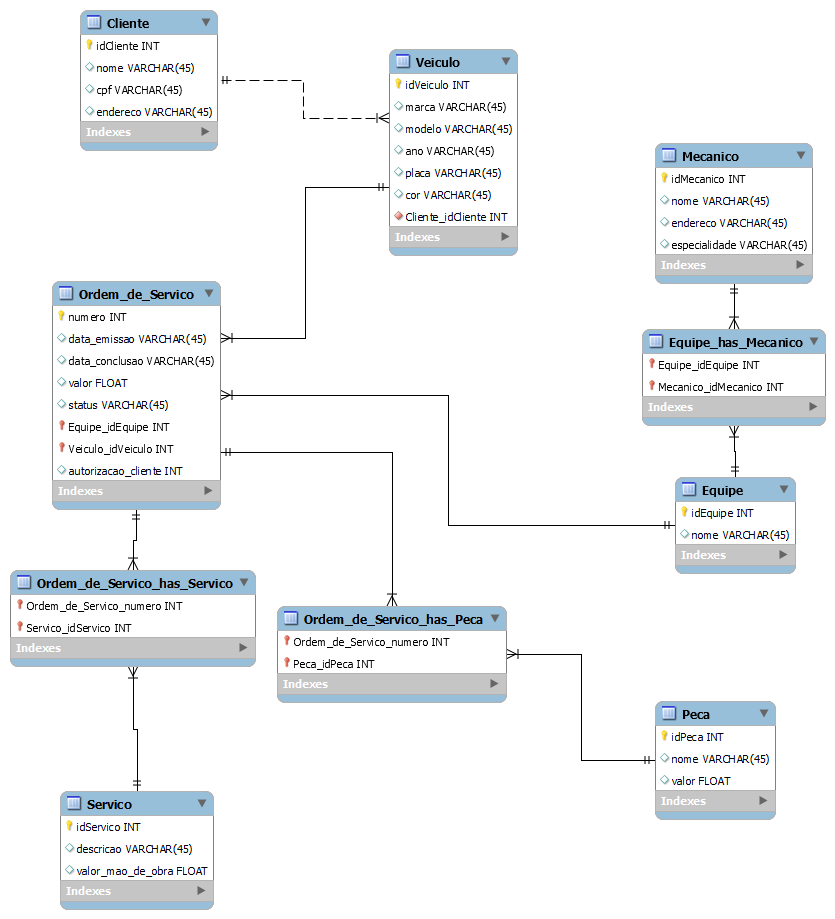 Cliente
idCliente INT
nome VARCHAR(45)
cpf VARCHAR(45)
endereco VARCHAR(45)
Indexes
Veiculo
idVeiculo INT
marca VARCHAR(45)
modelo VARCHAR(45)
ano VARCHAR(45)
placa VARCHAR(45)
cor VARCHAR(45)
Cliente_idCliente INT
Indexes
Mecanico
idMecanico INT
nome VARCHAR(45)
endereco VARCHAR(45)
especialidade VARCHAR(45)
Indexes
Ordem_de_Servico
numero INT
data_emissao VARCHAR(45)
data_conclusao VARCHAR(45)
valor FLOAT
status VARCHAR(45)
Equipe_idEquipe INT
Veiculo_idVeiculo INT
autorizacao_cliente INT
Indexes
Equipe_has_Mecanico
Equipe_idEquipe INT
Mecanico_idMecanico INT
Indexes
Equipe
idEquipe INT
nome VARCHAR(45)
Indexes
Ordem_de_Servico_has_Servico
Ordem_de_Servico_numero INT
Servico_idServico INT
Indexes
Ordem_de_Servico_has_Peca
Ordem_de_Servico_numero INT
Peca_idPeca INT
Indexes
Peca
idPeca INT
nome VARCHAR(45)
valor FLOAT
Indexes
Servico
idServico INT
descricao VARCHAR(45)
valor_mao_de_obra FLOAT
Indexes